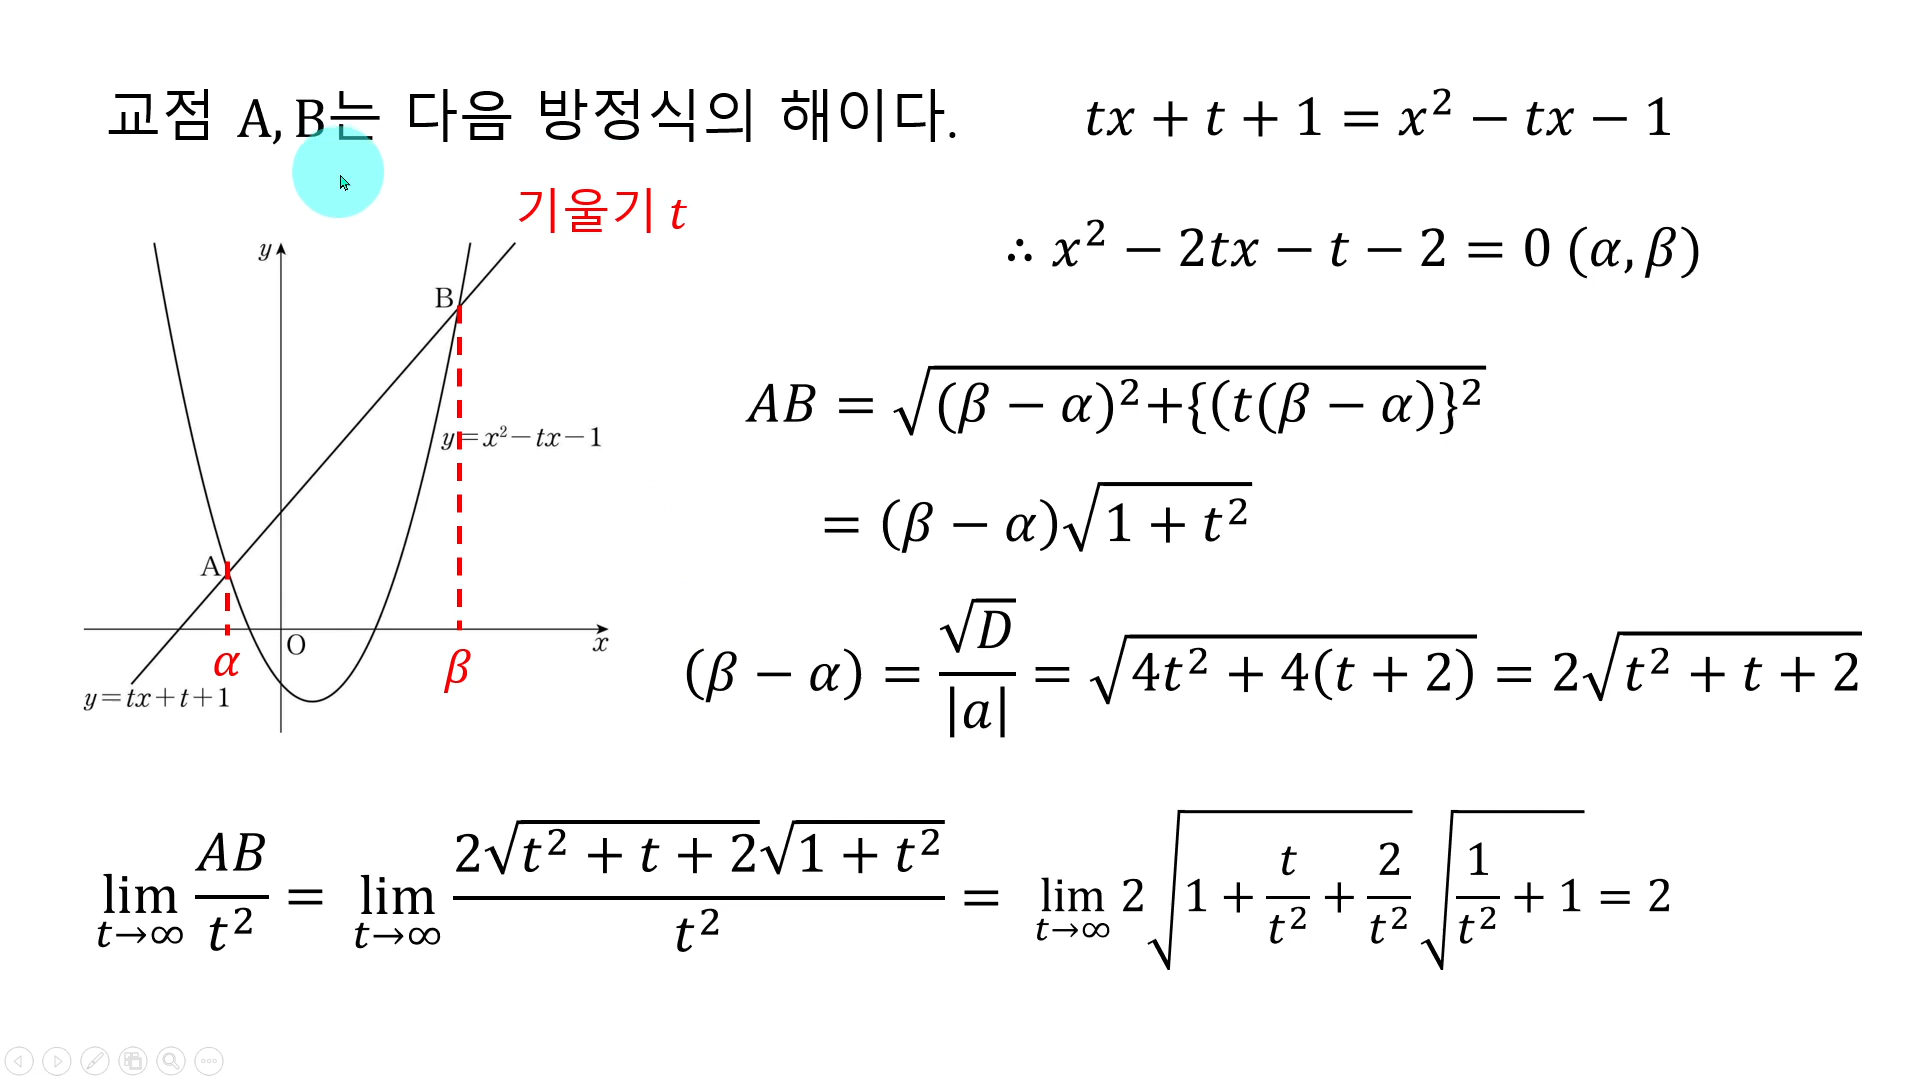 교점 A, B는 다음 방정식의 해이다. tx + t + 1 = x² − tx − 1
기울기 t
∴ x² − 2tx − t − 2 = 0 (α, β)
y
B
AB = √((β − α)²+{(t(β − α)}²)
y=x²−tx−1
= (β − α)√(1 + t²)
A
O
x
α
β
y=tx+t+1
(β − α) = √D/|a| = √(4t² + 4(t + 2)) = 2√(t² + t + 2)
lim t→∞ AB/t² = lim t→∞ 2√(t² + t + 2)√(1 + t²)/t² = lim t→∞ 2√(1 + t/t² + 2/t²)√(1/t² + 1) = 2